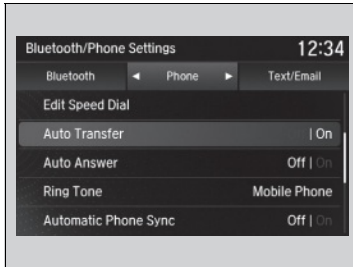 Bluetooth/Phone Settings 12:34
Bluetooth ◄ Phone ► Text/Email
Edit Speed Dial
Auto Transfer | On
Auto Answer Off | On
Ring Tone Mobile Phone
Automatic Phone Sync Off | On